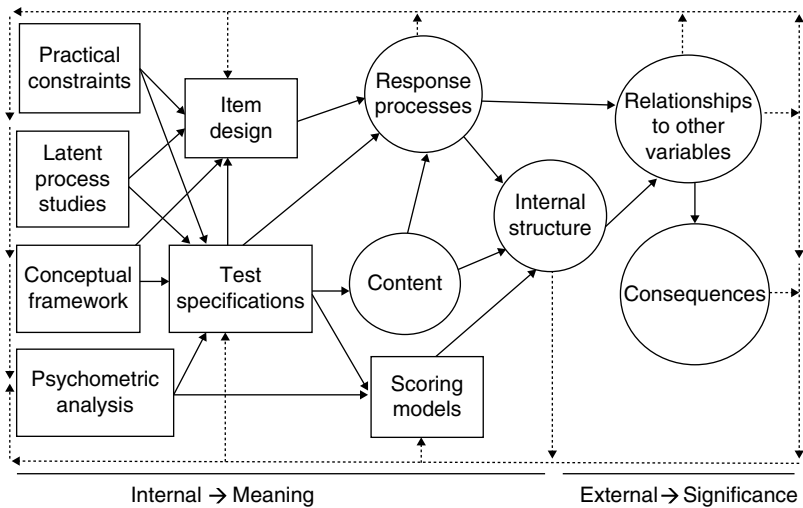 Practical
constraints
Item
design
Response
processes
Relationships
to other
variables
Latent
process
studies
Internal
structure
Conceptual
framework
Test
specifications
Content
Consequences
Psychometric
analysis
Scoring
models
Internal → Meaning
External → Significance